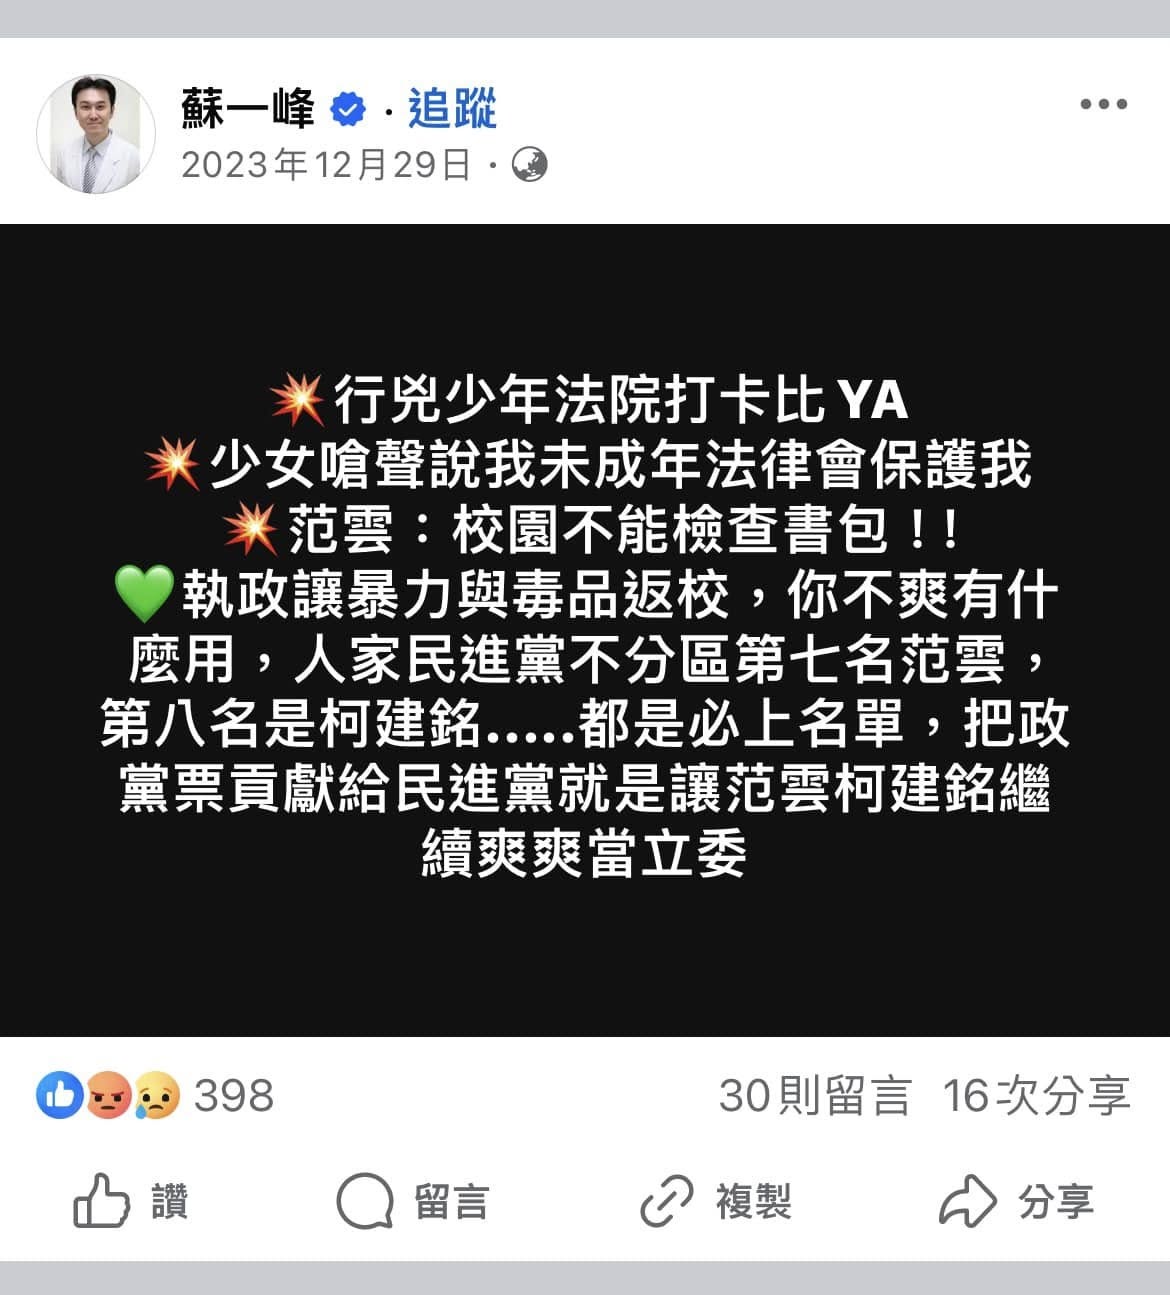 蘇一峰 · 追蹤
2023年12月29日 ·
💥行兇少年法院打卡比YA
💥少女嗆聲說我未成年法律會保護我
💥范雲：校園不能檢查書包！！
💚執政讓暴力與毒品返校，你不爽有什
麼用，人家民進黨不分區第七名范雲，
第八名是柯建銘.....都是必上名單，把政
黨票貢獻給民進黨就是讓范雲柯建銘繼
續爽爽當立委
398 30則留言 16次分享
讚 留言 複製 分享